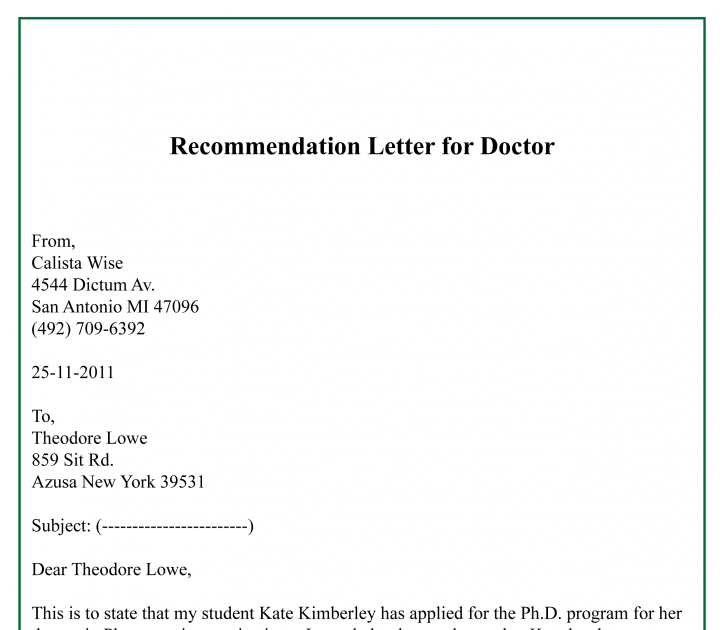 Recommendation Letter for Doctor
From,
Calista Wise
4544 Dictum Av.
San Antonio MI 47096
(492) 709-6392
25-11-2011
To,
Theodore Lowe
859 Sit Rd.
Azusa New York 39531
Subject: (------------------------)
Dear Theodore Lowe,
This is to state that my student Kate Kimberley has applied for the Ph.D. program for her